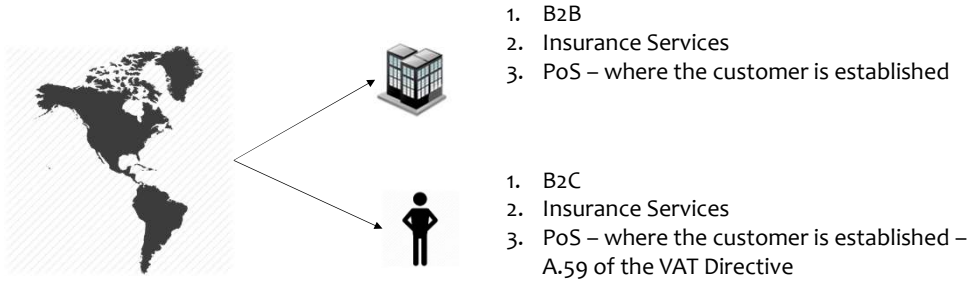 1. B2B
2. Insurance Services
3. PoS – where the customer is established
1. B2C
2. Insurance Services
3. PoS – where the customer is established –
A.59 of the VAT Directive